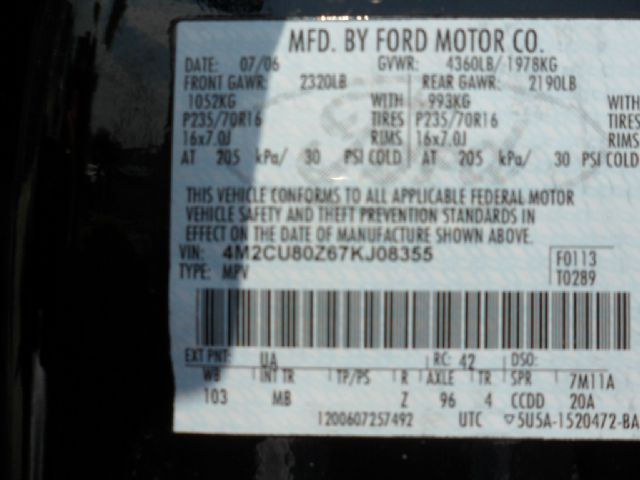 MFD. BY FORD MOTOR CO.
DATE: 07/06 GVWR: 4360LB/ 1978KG
FRONT GAWR: 2320LB REAR GAWR: 2190LB
1052KG WITH 993KG WITH
P235/70R16 TIRES P235/70R16 TIRES
16x7.0J RIMS 16x7.0J RIMS
AT 205 kPa/ 30 PSI COLD AT 205 kPa/ 30 PSI COLD
THIS VEHICLE CONFORMS TO ALL APPLICABLE FEDERAL MOTOR
VEHICLE SAFETY AND THEFT PREVENTION STANDARDS IN
EFFECT ON THE DATE OF MANUFACTURE SHOWN ABOVE.
VIN: 4M2CU80Z67KJ08355 F0113
TYPE: MPV T0289
EXT PNT: UA RC: 42 DSO:
WB INT TR TP/PS R AXLE TR SPR 7M11A
103 MB Z 96 4 CCDD 20A
1200607257492 UTC ▽5U5A-1520472-BA